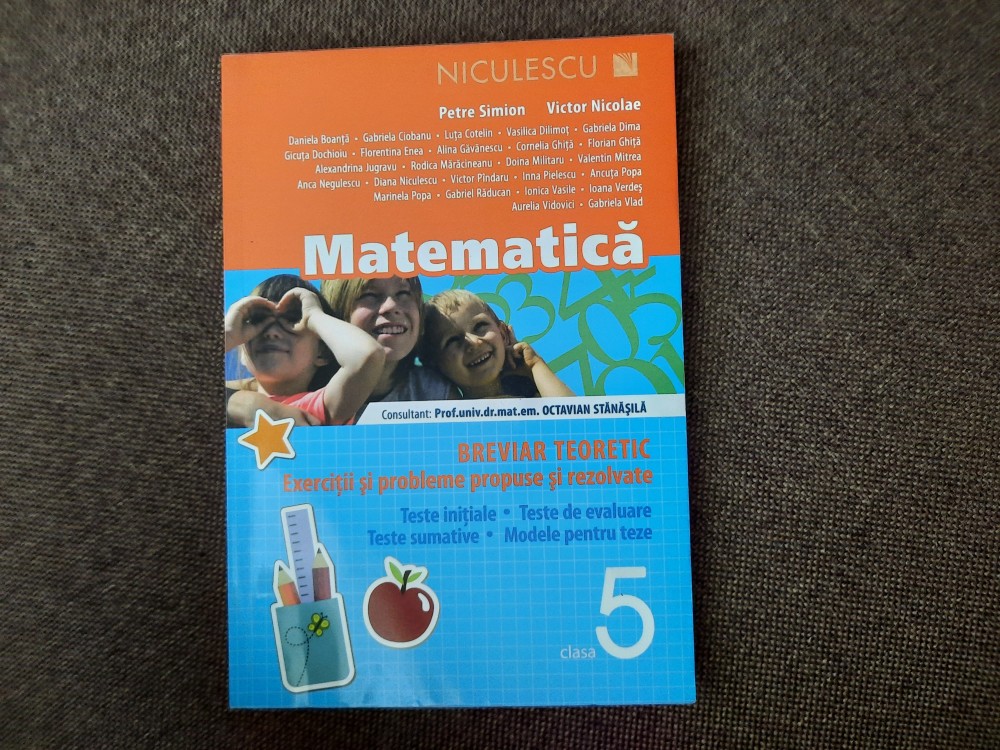 NICULESCU
Petre Simion Victor Nicolae
Daniela Boanță • Gabriela Ciobanu • Luța Cotelin • Vasilica Dilimoț • Gabriela Dima
Gicuța Dochioiu • Florentina Enea • Alina Găvănescu • Cornelia Ghiță • Florian Ghiță
Alexandrina Jugravu • Rodica Mărăcineanu • Doina Militaru • Valentin Mitrea
Anca Negulescu • Diana Niculescu • Victor Pîndaru • Inna Pielescu • Ancuța Popa
Marinela Popa • Gabriel Răducan • Ionica Vasile • Ioana Verdeș
Aurelia Vidovici • Gabriela Vlad
Matematică
Consultant: Prof.univ.dr.mat.em. OCTAVIAN STĂNĂȘILĂ
BREVIAR TEORETIC
Exerciții și probleme propuse și rezolvate
Teste inițiale • Teste de evaluare
Teste sumative • Modele pentru teze
clasa 5